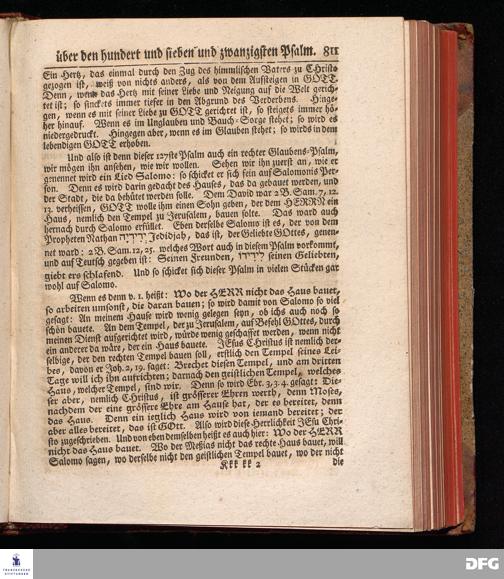 über den hundert und sieben und zwanzigsten Psalm. 811
Ein Hertz, das einmal durch den Zug des himmlischen Vaters zu CHristo
gezogen ist, weiß von nichts anders, als von dem Aufsteigen in GOTT.
Denn, wenn das Hertz mit seiner Liebe und Neigung auf die Welt gerich-
tet ist; so sincket es immer tiefer in den Abgrund des Verderbens. Hinge-
gen, wenn es mit seiner Liebe zu GOTT gerichtet ist, so steigets immer hö-
her hinauf. Wenn es im Unglauben und Bauch-Sorge stehet; so wird es
niedergedruckt. Hingegen aber, wenn es im Glauben stehet; so wirds in dem
lebendigen GOTT erhoben.
Und also ist denn dieser 127ste Psalm auch ein rechter Glaubens-Psalm,
wir mögen ihn ansehen, wie wir wollen. Sehen wir ihn zuerst an, wie er
genennet wird ein Lied Salomo: so schicket er sich fein auf Salomonis Per-
son. Denn es wird darin gedacht des Hauses, das da gebauet werden, und
der Stadt, die da behütet werden solle. Dem David war 2 B. Sam. 7, 12.
13. verheissen, GOTT wolle ihm einen Sohn geben, der dem HERRN ein
Haus, nemlich den Tempel zu Jerusalem, bauen solte. Das ward auch
hernach durch Salomo erfüllet. Eben derselbe Salomo ist es, der von dem
Propheten Nathan יְדִידְיָהּ Jedidjah, das ist, der Geliebte GOttes, genen-
net ward: 2 B. Sam. 12, 25. welches Wort auch in diesem Psalm vorkommt,
und auf Teutsch gegeben ist: Seinen Freunden, לִידִידוֹ seinen Geliebten,
giebt ers schlafend. Und so schicket sich dieser Psalm in vielen Stücken gar
wohl auf Salomo.
Wenn es denn v. 1. heißt: Wo der HERR nicht das Haus bauet,
so arbeiten umsonst, die daran bauen; so wird damit von Salomo so viel
gesagt: An meinem Hause wird wenig gelegen seyn, ob ichs auch noch so
schön bauete. An dem Tempel, der zu Jerusalem, auf Befehl GOttes, durch
meinen Dienst aufgerichtet wird, würde wenig geschaffet werden, wenn nicht
ein anderer da wäre, der ein Haus bauete. JEsus Christus ist nemlich der-
selbige, der den rechten Tempel bauen soll, erstlich den Tempel seines Lei-
bes, davon er Joh. 2, 19. saget: Brechet diesen Tempel, und am dritten
Tage will ich ihn aufrichten; darnach den geistlichen Tempel, welches
Haus, welcher Tempel, sind wir. Denn so wird Ebr. 3, 3. 4. gesagt: Die-
ser aber, nemlich Christus, ist grösserer Ehren werth, denn Moses,
nachdem der eine grössere Ehre am Hause hat, der es bereitet, denn
das Haus. Denn ein ietlich Haus wird von iemand bereitet; der
aber alles bereitet, das ist GOtt. Also wird diese Herrlichkeit JEsu Chri-
sto zugeschrieben. Und von eben demselben heißt es auch hier: Wo der HERR
nicht das Haus bauet. Wo der Meßias nicht das rechte Haus bauet, will
Salomo sagen, wo derselbe nicht den geistlichen Tempel bauet, wo der nicht
Kkk kk 2 die
FRANCKESCHE STIFTUNGEN
DFG